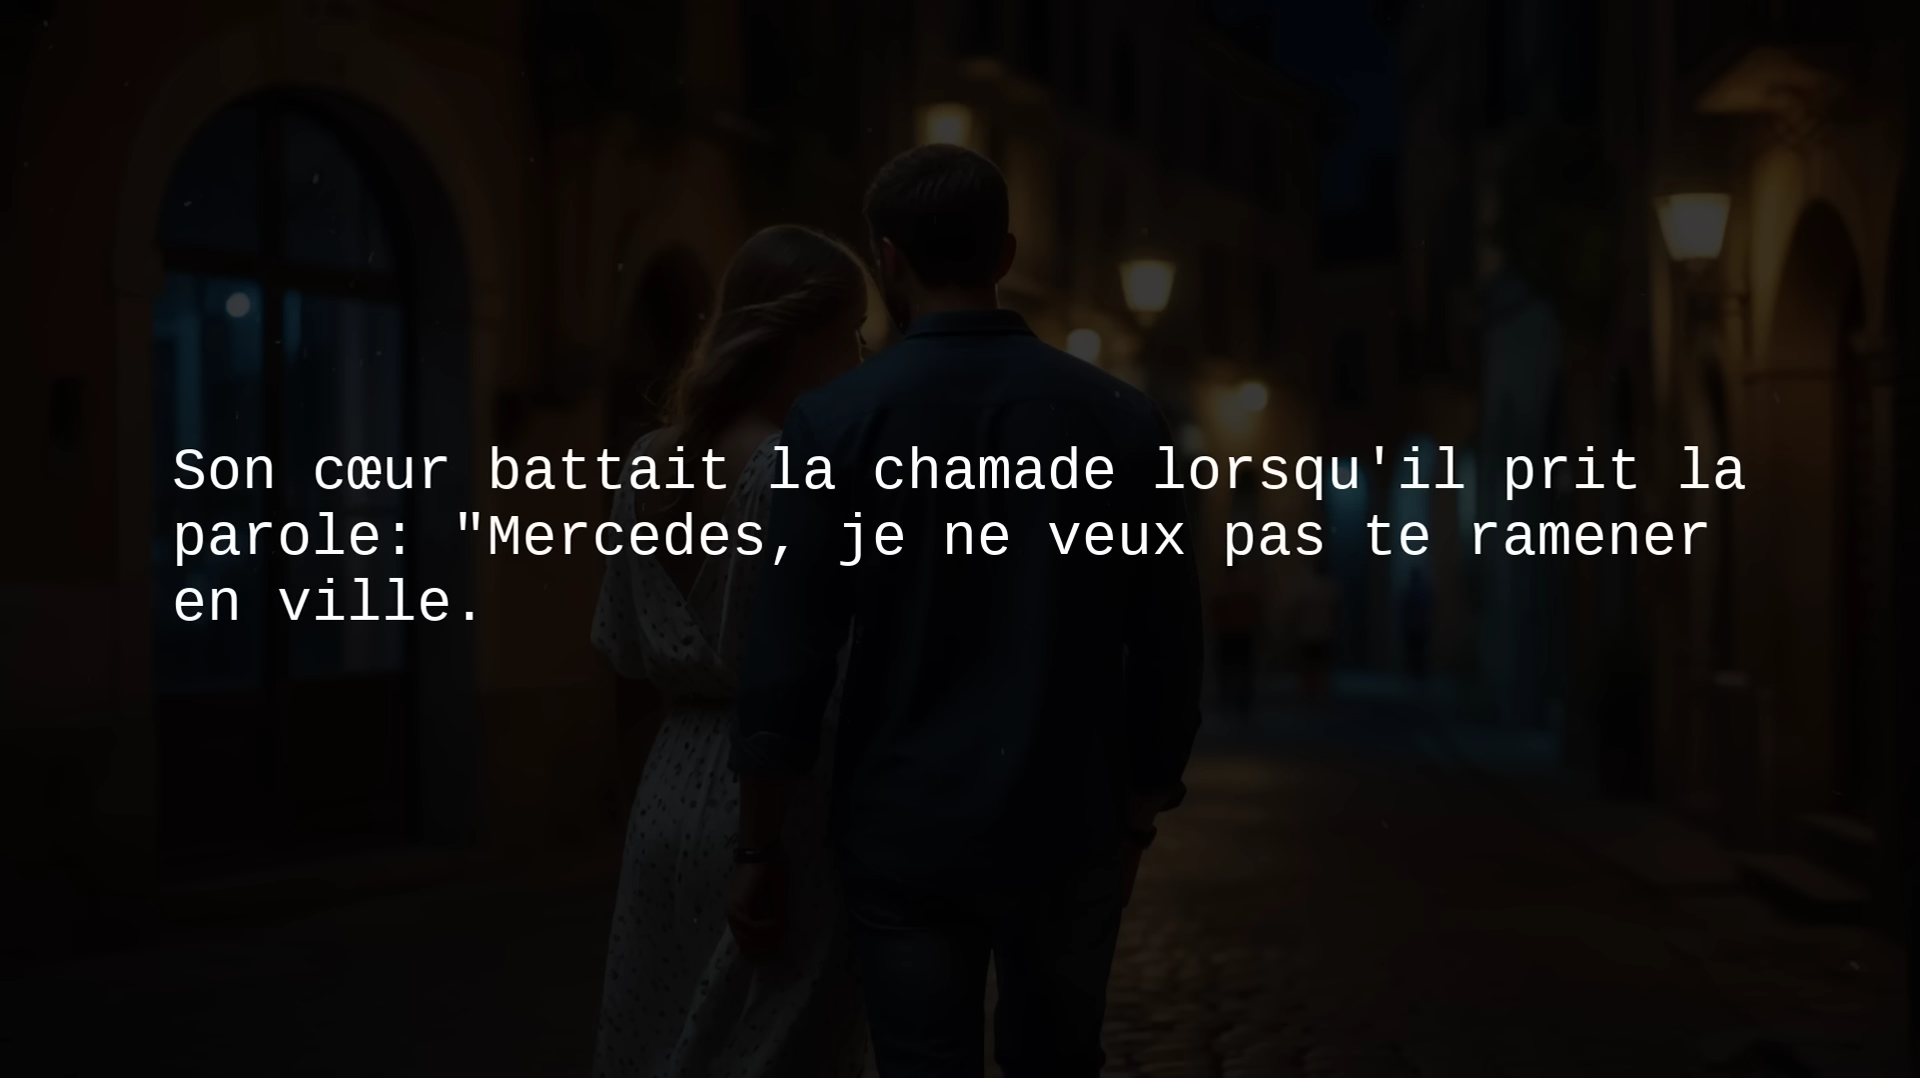 Son cœur battait la chamade lorsqu'il prit la
parole: "Mercedes, je ne veux pas te ramener
en ville.